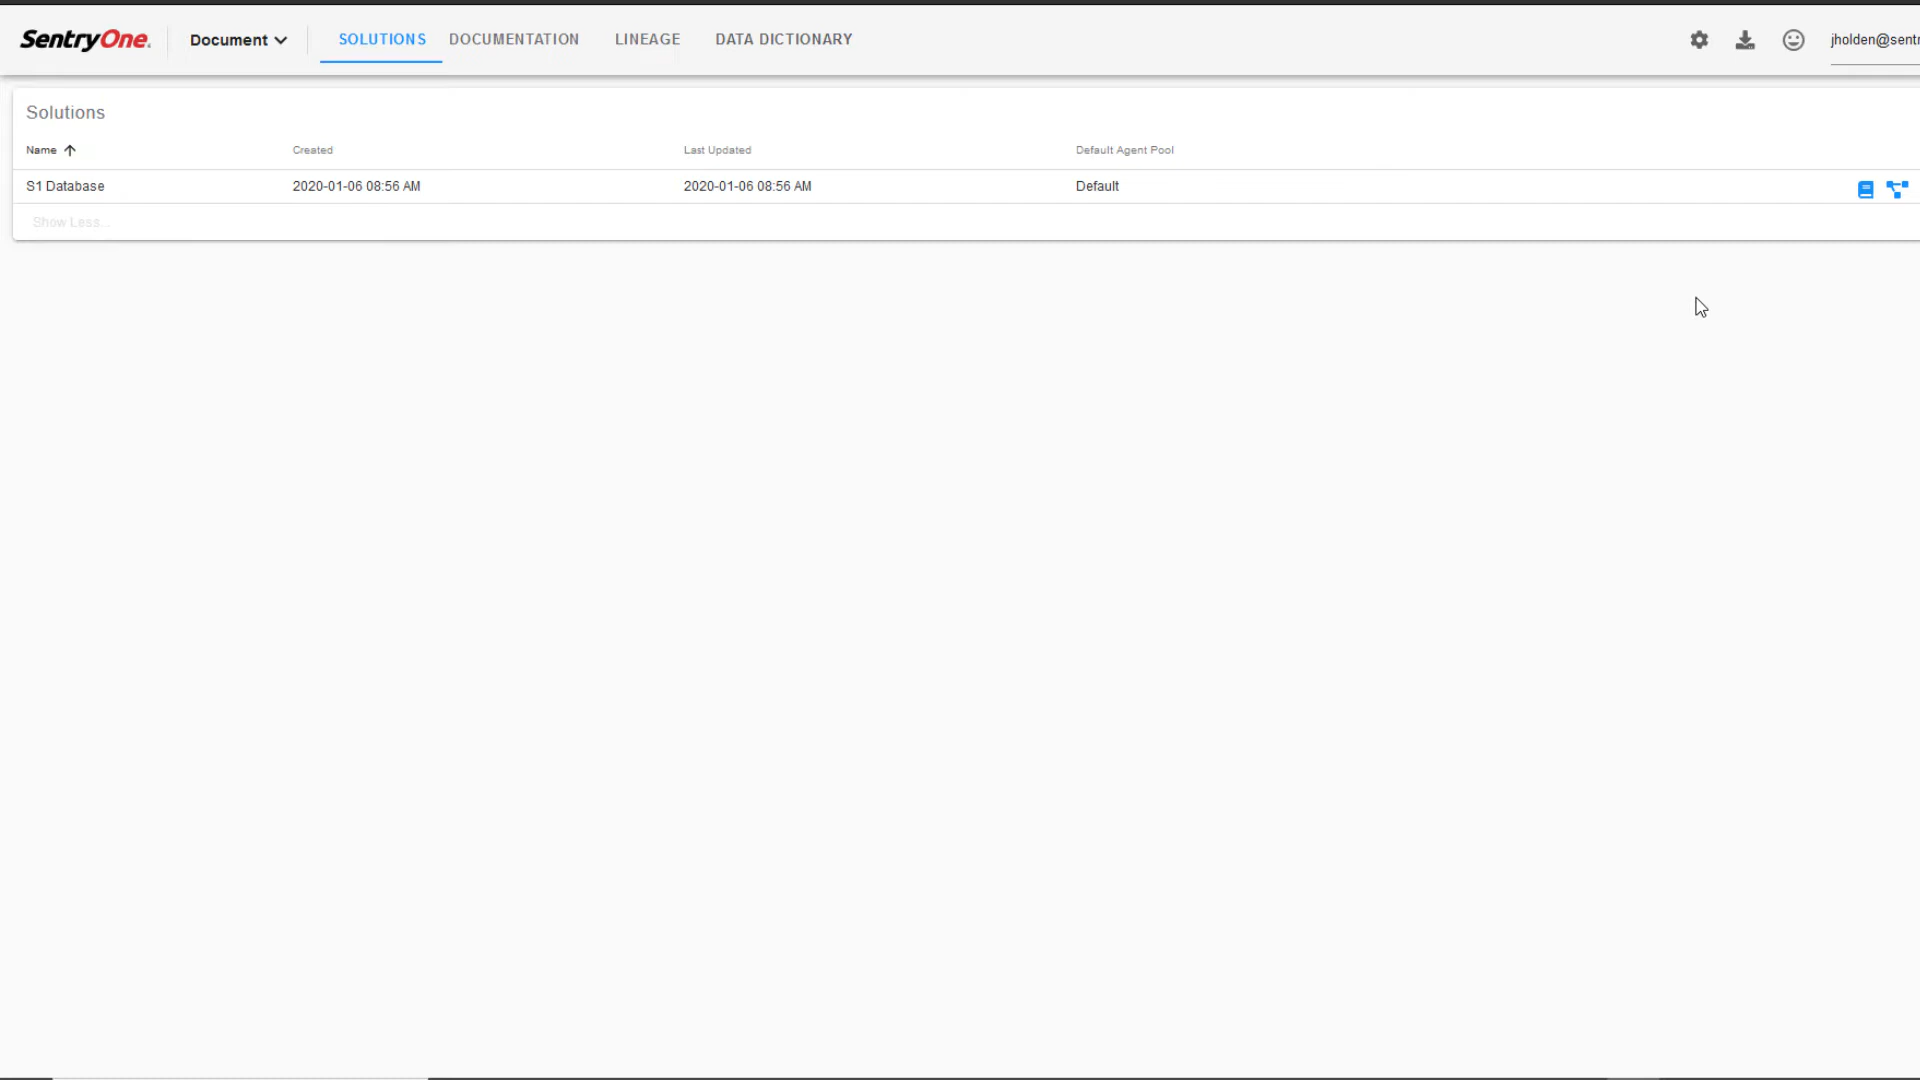 SentryOne. Document SOLUTIONS DOCUMENTATION LINEAGE DATA DICTIONARY jholden@sentr
Solutions
Name Created Last Updated Default Agent Pool
S1 Database 2020-01-06 08:56 AM 2020-01-06 08:56 AM Default
Show Less...